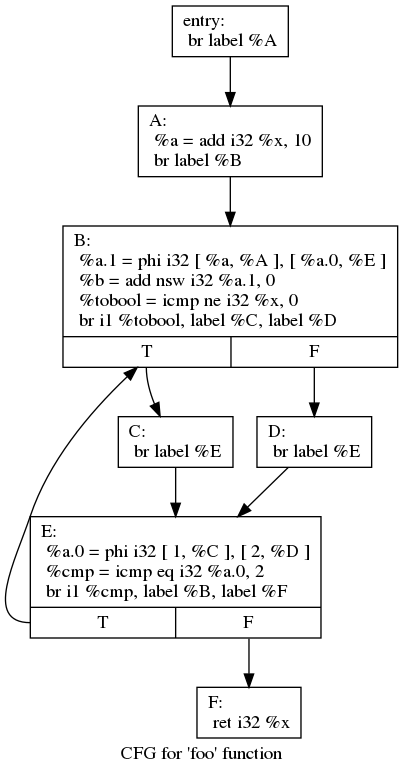 entry:
br label %A
A:
%a = add i32 %x, 10
br label %B
B:
%a.1 = phi i32 [ %a, %A ], [ %a.0, %E ]
%b = add nsw i32 %a.1, 0
%tobool = icmp ne i32 %x, 0
br i1 %tobool, label %C, label %D
T F
C:
br label %E
D:
br label %E
E:
%a.0 = phi i32 [ 1, %C ], [ 2, %D ]
%cmp = icmp eq i32 %a.0, 2
br i1 %cmp, label %B, label %F
T F
F:
ret i32 %x
CFG for 'foo' function